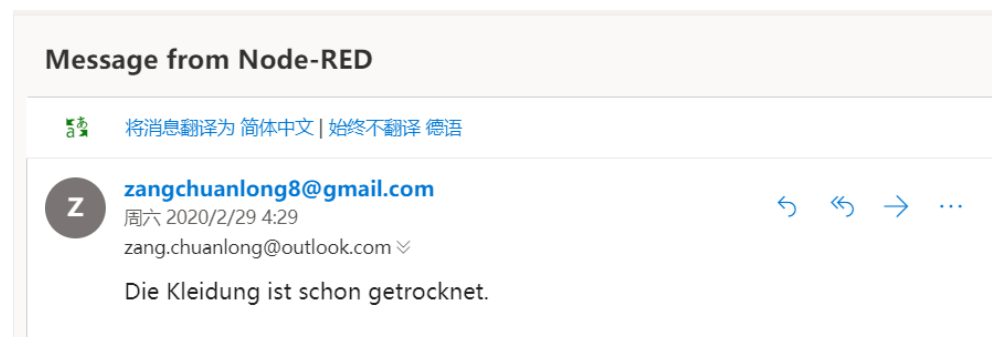 Message from Node-RED
将消息翻译为 简体中文 | 始终不翻译 德语
Z
zangchuanlong8@gmail.com
周六 2020/2/29 4:29
zang.chuanlong@outlook.com
Die Kleidung ist schon getrocknet.